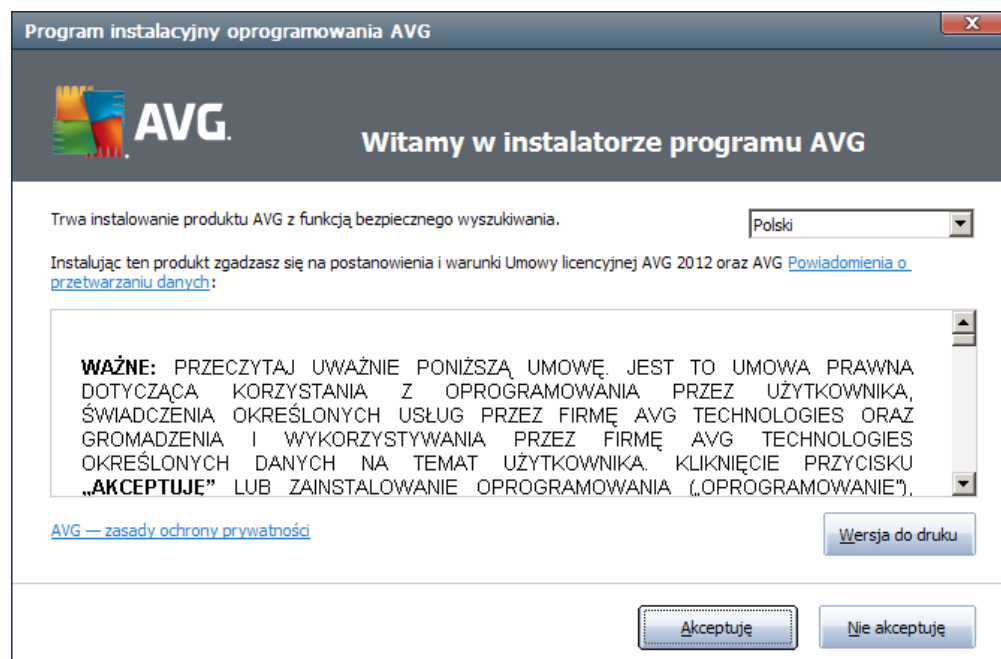 Program instalacyjny oprogramowania AVG
AVG.
Witamy w instalatorze programu AVG
Trwa instalowanie produktu AVG z funkcją bezpiecznego wyszukiwania.
Polski
Instalując ten produkt zgadzasz się na postanowienia i warunki Umowy licencyjnej AVG 2012 oraz AVG Powiadomienia o
przetwarzaniu danych:
WAŻNE: PRZECZYTAJ UWAŻNIE PONIŻSZĄ UMOWĘ. JEST TO UMOWA PRAWNA
DOTYCZĄCA KORZYSTANIA Z OPROGRAMOWANIA PRZEZ UŻYTKOWNIKA,
ŚWIADCZENIA OKREŚLONYCH USŁUG PRZEZ FIRMĘ AVG TECHNOLOGIES ORAZ
GROMADZENIA I WYKORZYSTYWANIA PRZEZ FIRMĘ AVG TECHNOLOGIES
OKREŚLONYCH DANYCH NA TEMAT UŻYTKOWNIKA. KLIKNIĘCIE PRZYCISKU
„AKCEPTUJĘ” LUB ZAINSTALOWANIE OPROGRAMOWANIA („OPROGRAMOWANIE”),
AVG — zasady ochrony prywatności
Wersja do druku
Akceptuję
Nie akceptuję